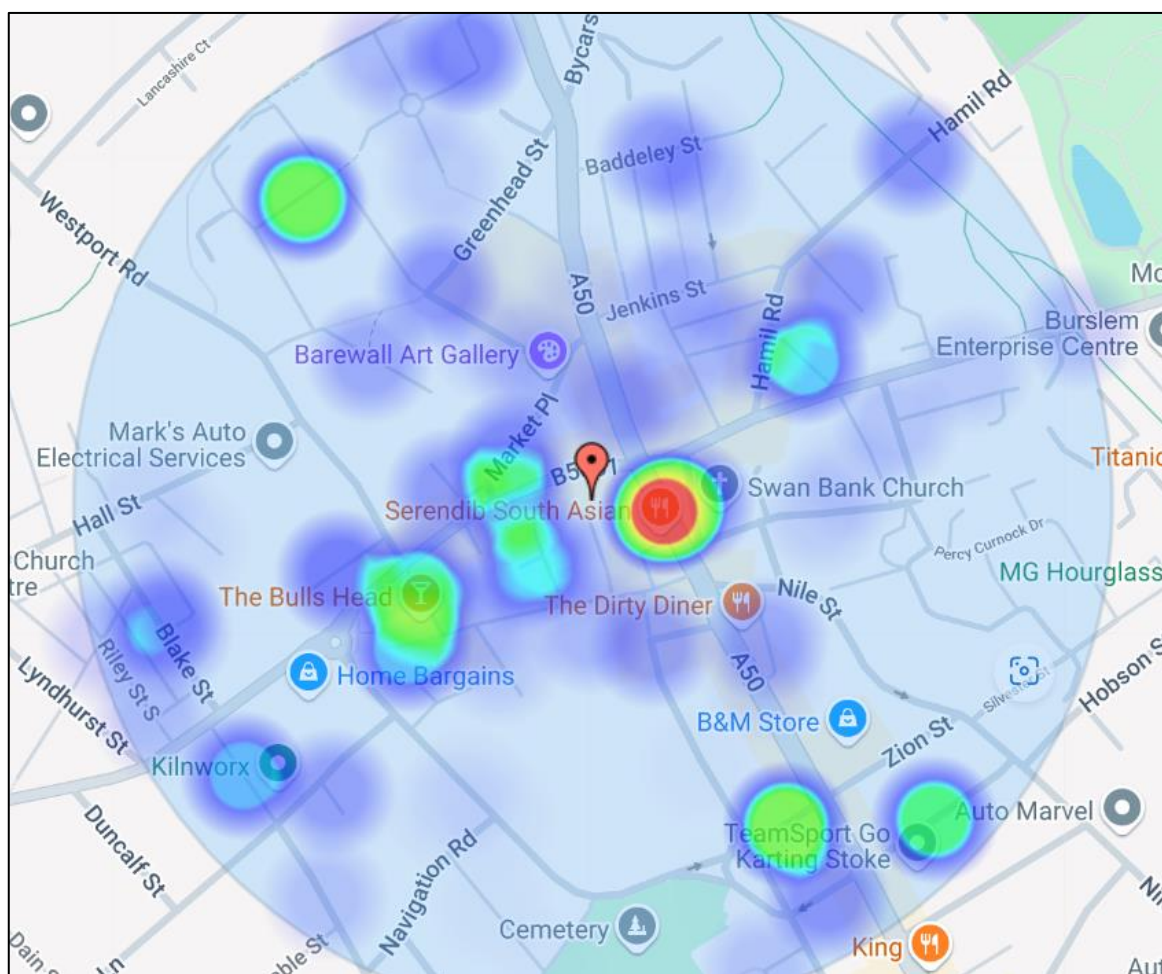 Lancashire Ct
Bycars
Hamil Rd
Baddeley St
Greenhead St
Westport Rd
A50
Jenkins St
Mo
Hamil Rd
Burslem
Enterprise Centre
Barewall Art Gallery
Market Pl
Mark's Auto
Electrical Services
Titanic
Swan Bank Church
Serendib South Asian
Hall St
Percy Curnock Dr
Church
tre
MG Hourglass
The Bulls Head
The Dirty Diner
Nile St
Blake St
Riley St S
Lyndhurst St
A50
Home Bargains
Hobson S
B&M Store
Zion St
Kilnworx
Duncalf St
Auto Marvel
TeamSport Go
Karting Stoke
Navigation Rd
Cemetery
King
Aut